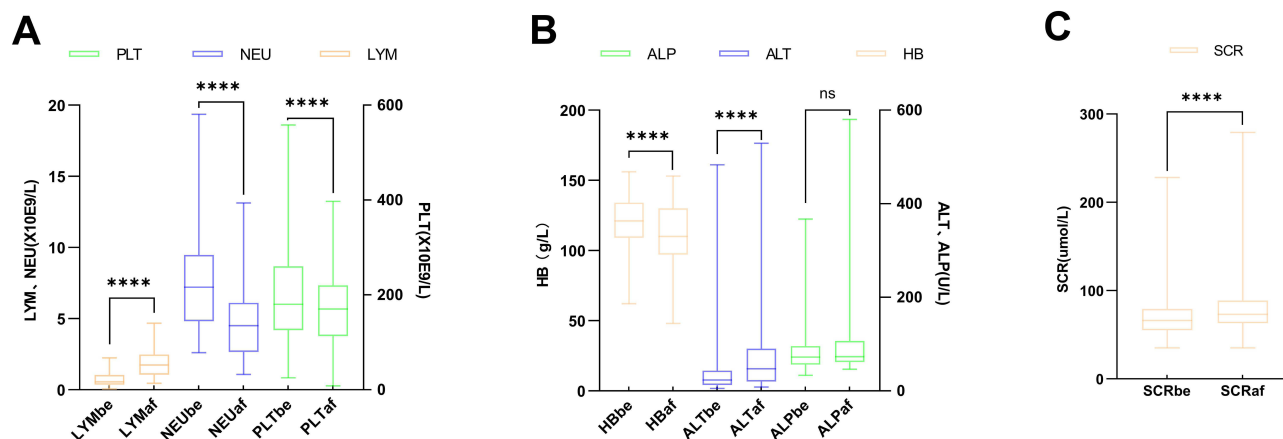 A
PLT NEU LYM
**** ****
****
20
15
10
5
0
LYM、NEU(X10E9/L)
600
400
200
0
PLT(X10E9/L)
LYMbe LYMaf NEUbe NEUaf PLTbe PLTaf
B
ALP ALT HB
ns
**** ****
200
150
100
50
0
HB（g/L）
600
400
200
0
ALT、ALP(U/L)
HBbe HBaf ALTbe ALTaf ALPbe ALPaf
C
SCR
****
300
200
100
0
SCR(umol/L)
SCRbe SCRaf